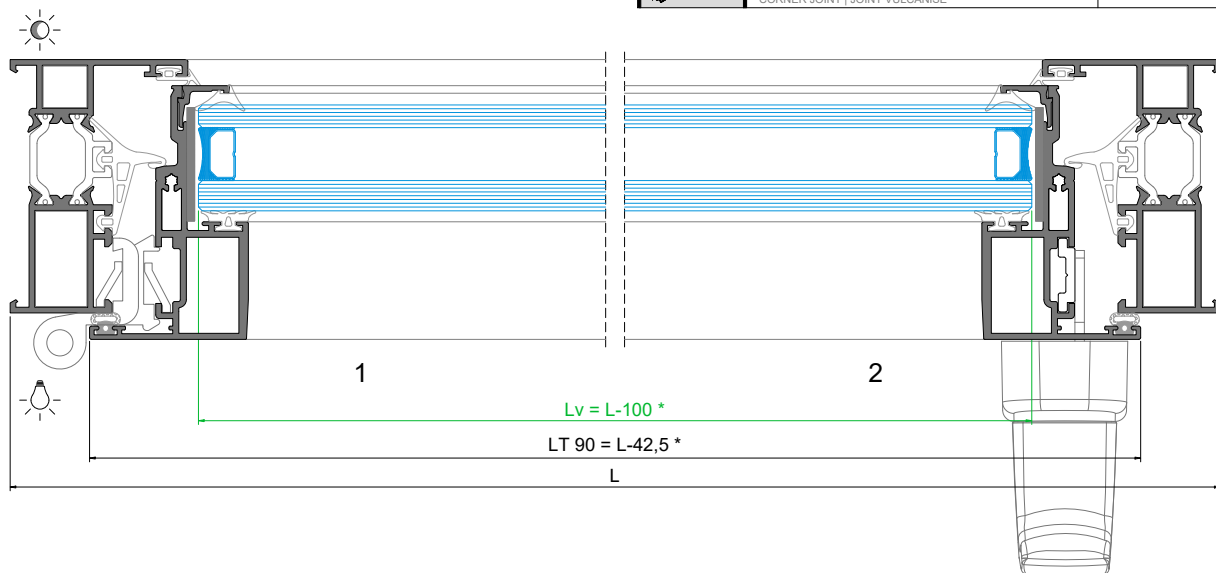 CORNER JOINT | JOINT VULCANISÉ
1
2
Lv = L-100 *
LT 90 = L-42,5 *
L